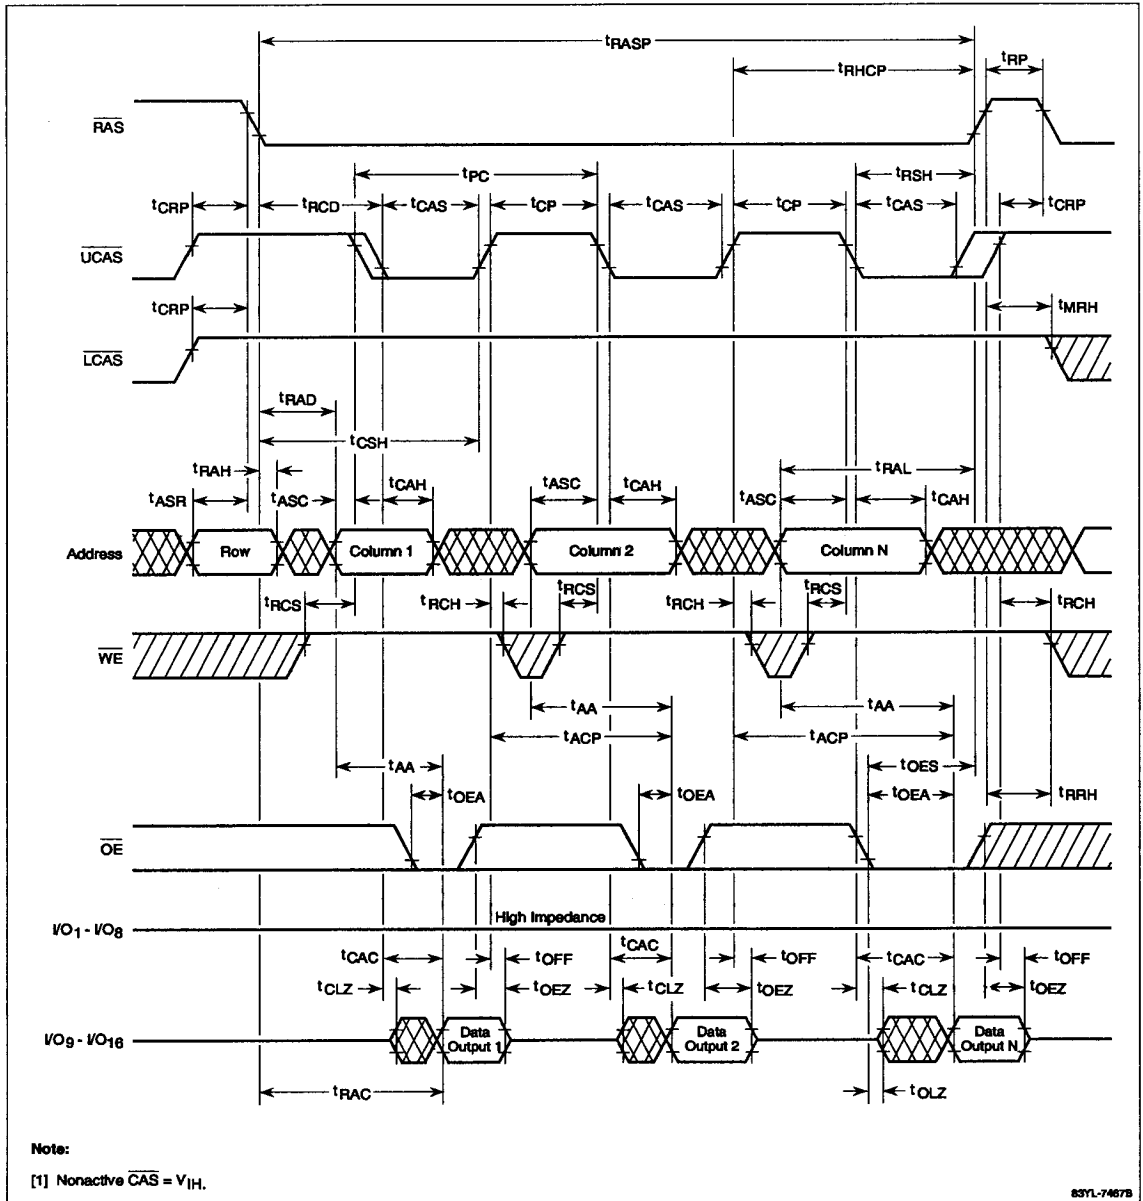 tRASP
tRHCP
tRP
RAS
tPC
tRSH
tCRP
tRCD
tCAS
tCP
tCAS
tCP
tCAS
tCRP
UCAS
tCRP
tMRH
LCAS
tRAD
tCSH
tRAH
tRAL
tASR
tASC
tCAH
tASC
tCAH
tASC
tCAH
Address
Row
Column 1
Column 2
Column N
tRCS
tRCH
tRCS
tRCH
tRCS
tRCH
WE
tAA
tAA
tACP
tACP
tAA
tOES
tOEA
tOEA
tOEA
tRRH
OE
High Impedance
I/O1 - I/O8
tCAC
tOFF
tCAC
tOFF
tCAC
tOFF
tCLZ
tOEZ
tCLZ
tOEZ
tCLZ
tOEZ
I/O9 - I/O16
Data Output 1
Data Output 2
Data Output N
tRAC
tOLZ
Note:
[1] Nonactive CAS = VIH.
83YL-7467B